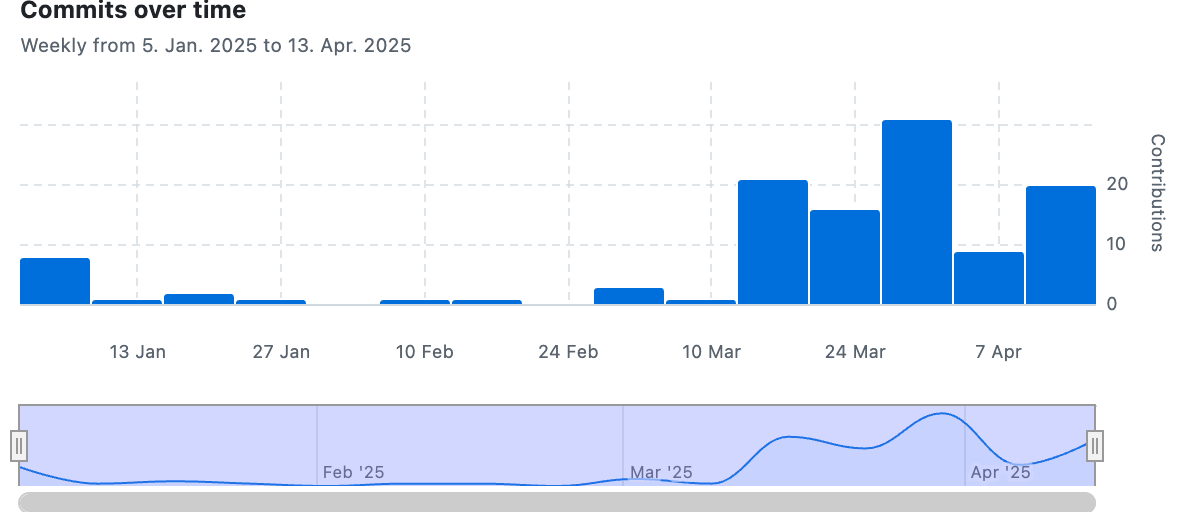 Commits over time
Weekly from 5. Jan. 2025 to 13. Apr. 2025
Contributions
20
10
0
13 Jan 27 Jan 10 Feb 24 Feb 10 Mar 24 Mar 7 Apr
Feb '25 Mar '25 Apr '25